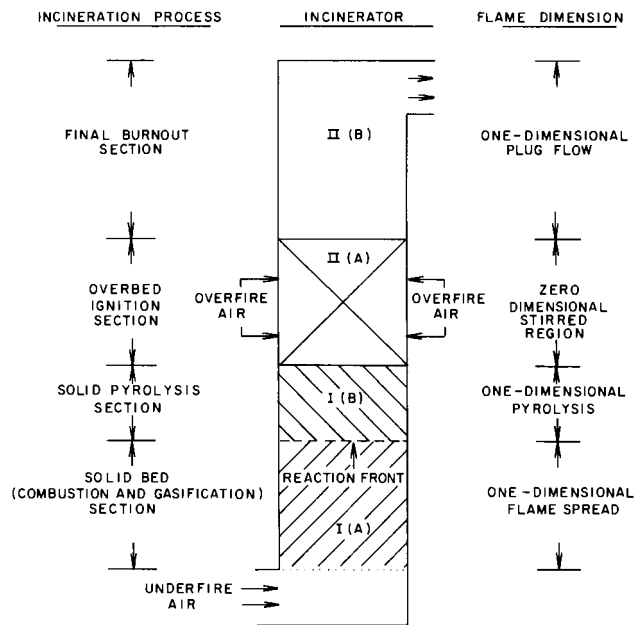 INCINERATION PROCESS
INCINERATOR
FLAME DIMENSION
FINAL BURNOUT
SECTION
II (B)
ONE-DIMENSIONAL
PLUG FLOW
OVERBED
IGNITION
SECTION
OVERFIRE
AIR
II (A)
OVERFIRE
AIR
ZERO
DIMENSIONAL
STIRRED
REGION
SOLID PYROLYSIS
SECTION
I (B)
ONE-DIMENSIONAL
PYROLYSIS
SOLID BED
(COMBUSTION AND GASIFICATION)
SECTION
REACTION FRONT
I (A)
ONE-DIMENSIONAL
FLAME SPREAD
UNDERFIRE
AIR